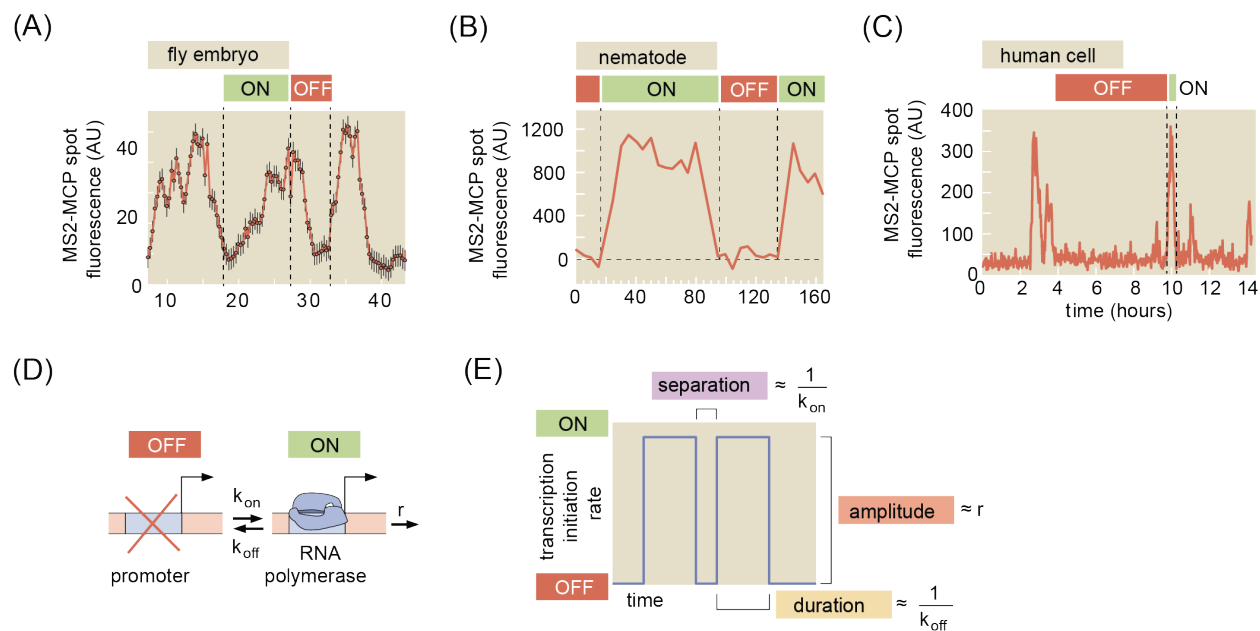 (A)
fly embryo
ON
OFF
MS2-MCP spot
fluorescence (AU)
40
20
0
10
20
30
40
(B)
nematode
ON
OFF
ON
MS2-MCP spot
fluorescence (AU)
1200
800
400
0
0
40
80
120
160
(C)
human cell
OFF
ON
MS2-MCP spot
fluorescence (AU)
400
300
200
100
0
0
2
4
6
8
10
12
14
time (hours)
(D)
OFF
ON
kon
koff
r
promoter
RNA
polymerase
(E)
separation ≈ 1/kon
ON
transcription
initiation
rate
OFF
time
amplitude ≈ r
duration ≈ 1/koff